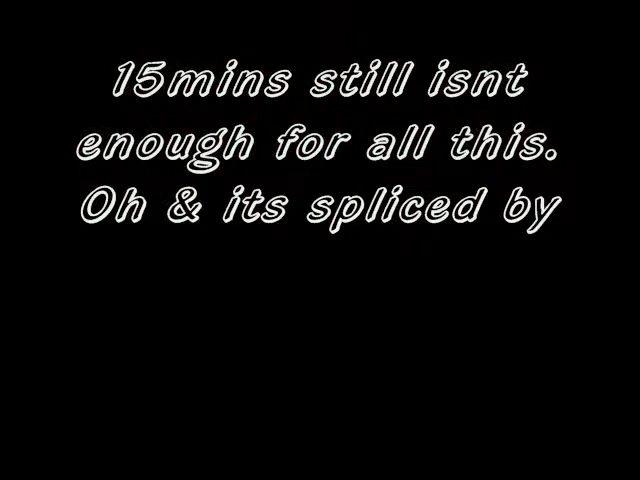 15mins still isnt
enough for all this.
Oh & its spliced by